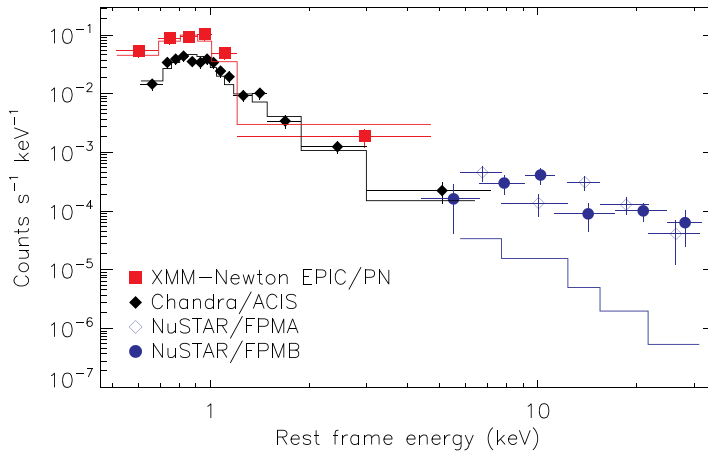 10⁻¹
10⁻²
10⁻³
10⁻⁴
10⁻⁵
10⁻⁶
10⁻⁷
Counts s⁻¹ keV⁻¹
XMM−Newton EPIC/PN
Chandra/ACIS
NuSTAR/FPMA
NuSTAR/FPMB
1
10
Rest frame energy (keV)